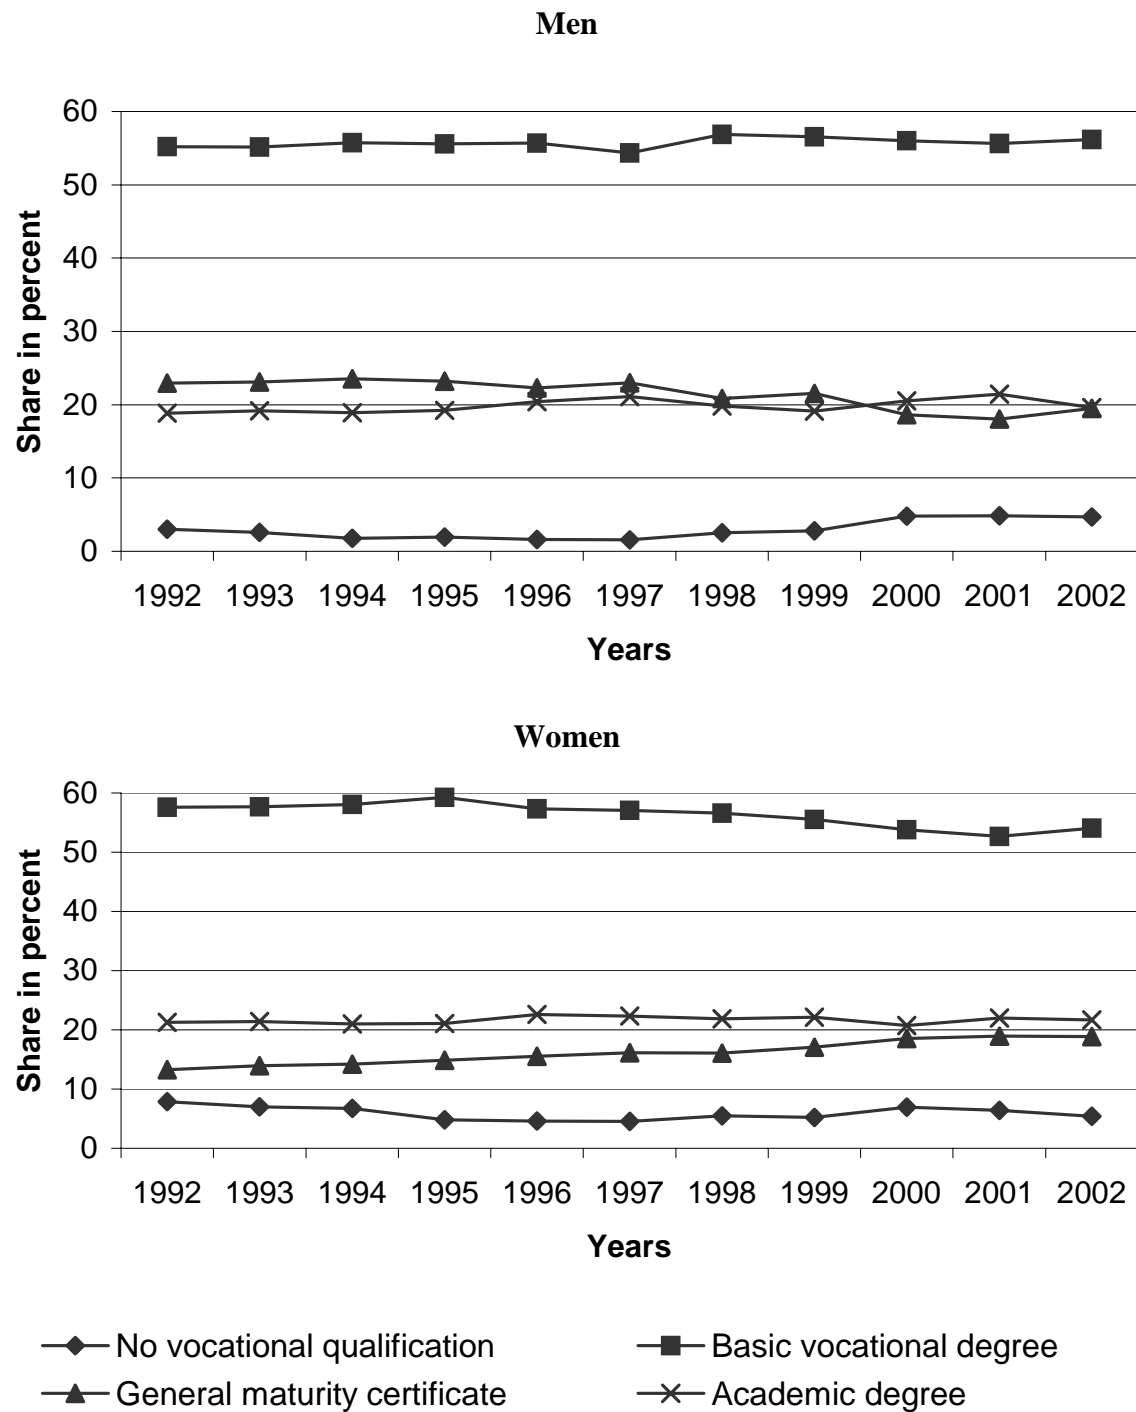 Men
60
50
40
30
20
10
0
Share in percent
1992 1993 1994 1995 1996 1997 1998 1999 2000 2001 2002
Years
Women
60
50
40
30
20
10
0
Share in percent
1992 1993 1994 1995 1996 1997 1998 1999 2000 2001 2002
Years
No vocational qualification Basic vocational degree
General maturity certificate Academic degree